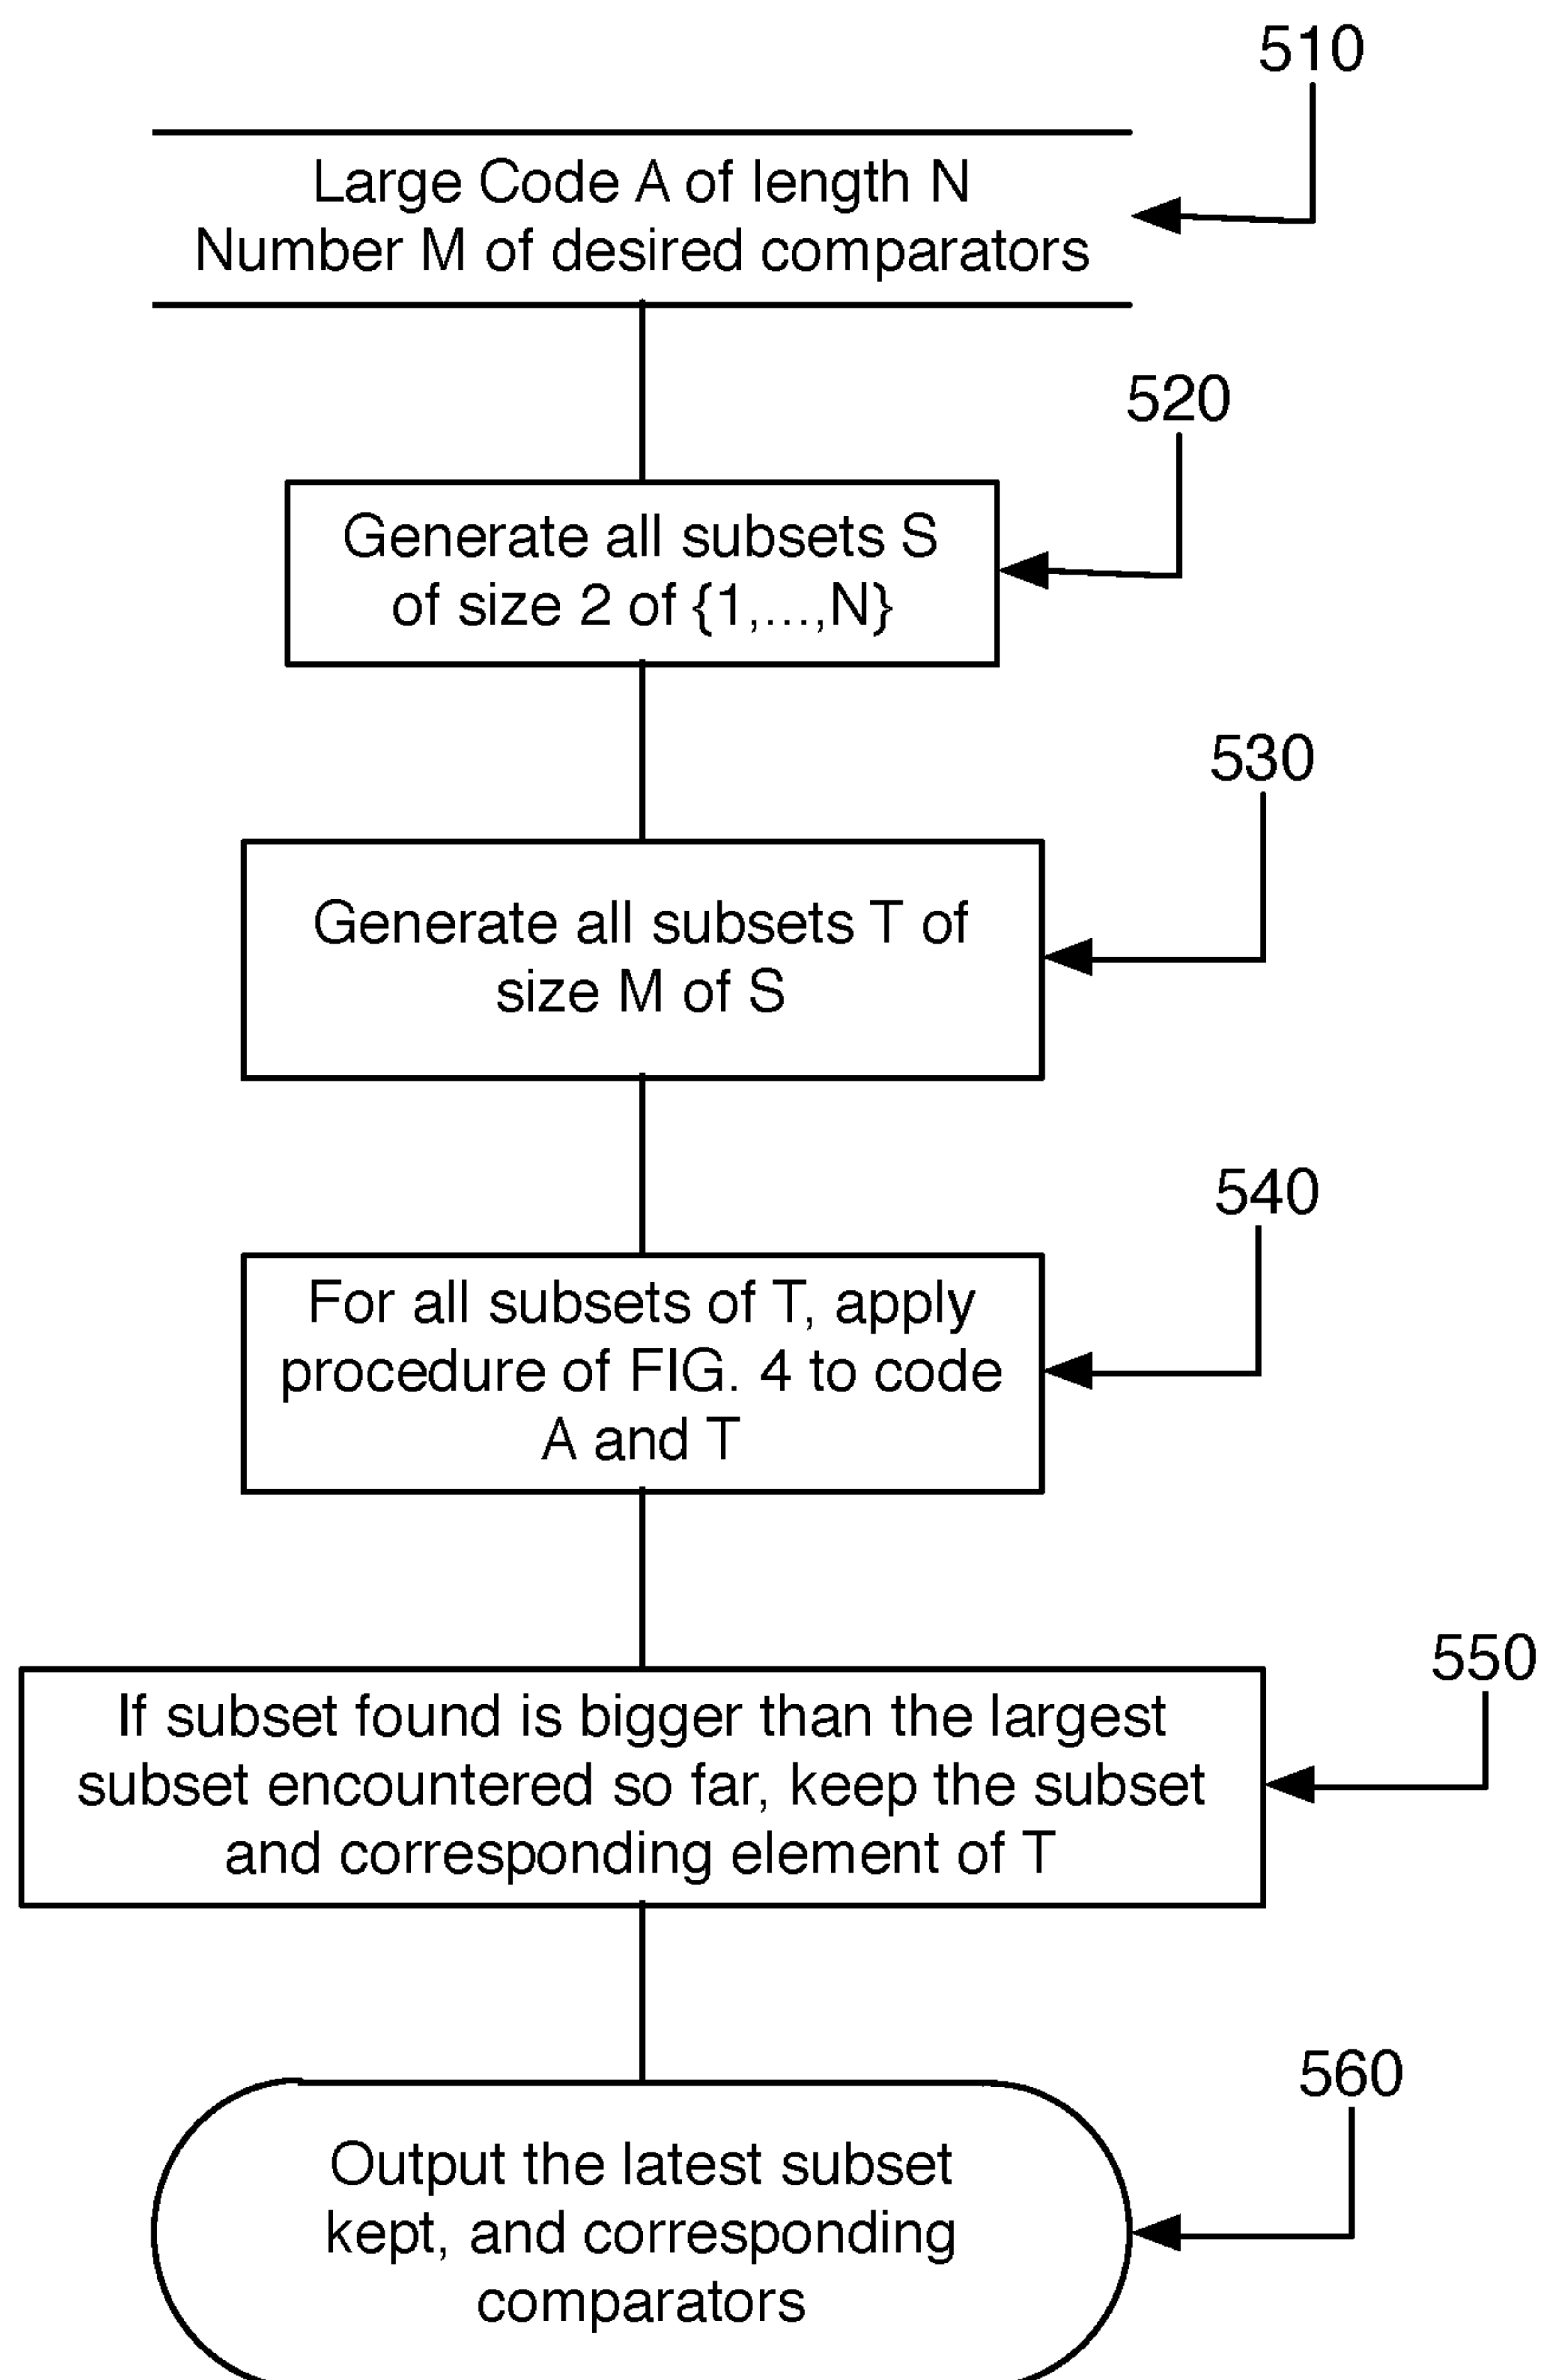 510
Large Code A of length N
Number M of desired comparators
520
Generate all subsets S
of size 2 of {1,...,N}
530
Generate all subsets T of
size M of S
540
For all subsets of T, apply
procedure of FIG. 4 to code
A and T
550
If subset found is bigger than the largest
subset encountered so far, keep the subset
and corresponding element of T
560
Output the latest subset
kept, and corresponding
comparators